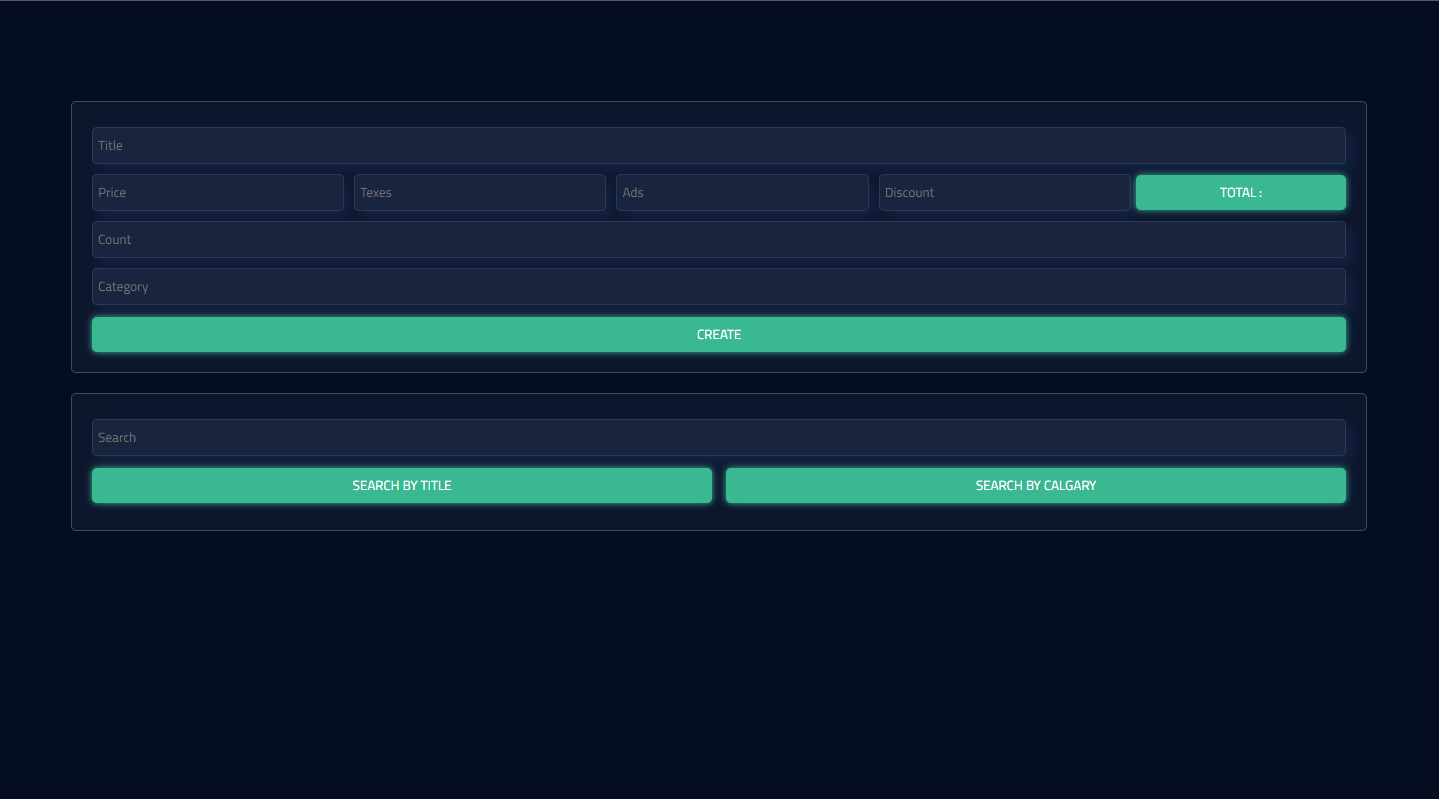 Title
Price Texes Ads Discount TOTAL :
Count
Category
CREATE
Search
SEARCH BY TITLE SEARCH BY CALGARY